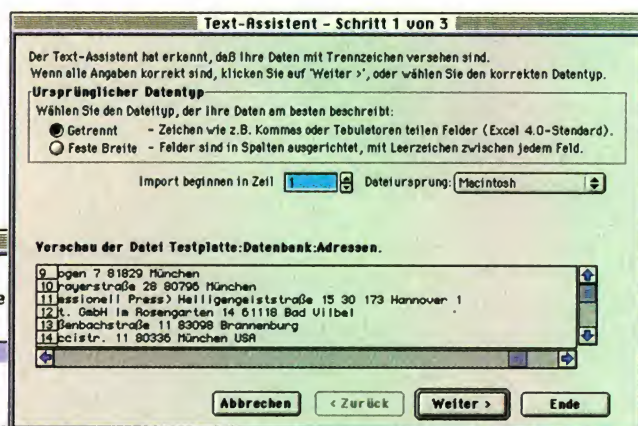 Text-Assistent - Schritt 1 von 3
Der Text-Assistent hat erkannt, daß Ihre Daten mit Trennzeichen versehen sind.
Wenn alle Angaben korrekt sind, klicken Sie auf 'Weiter >', oder wählen Sie den korrekten Datentyp.
Ursprünglicher Datentyp
Wählen Sie den Dateityp, der Ihre Daten am besten beschreibt:
Getrennt - Zeichen wie z.B. Kommas oder Tabulatoren teilen Felder (Excel 4.0-Standard).
Feste Breite - Felder sind in Spalten ausgerichtet, mit Leerzeichen zwischen jedem Feld.
Import beginnen in Zeil 1 Dateiursprung: Macintosh
Vorschau der Datei Testplatte:Datenbank:Adressen.
9 ogen 7 81829 München
10 rayerstraße 28 80796 München
11 essionell Press) Heiligengeiststraße 15 30 173 Hannover 1
12 t. GmbH Im Rosengarten 14 61118 Bad Vilbel
13 ßenbachstraße 11 83098 Brannenburg
14 ccistr. 11 80336 München USA
Abbrechen < Zurück Weiter > Ende
e